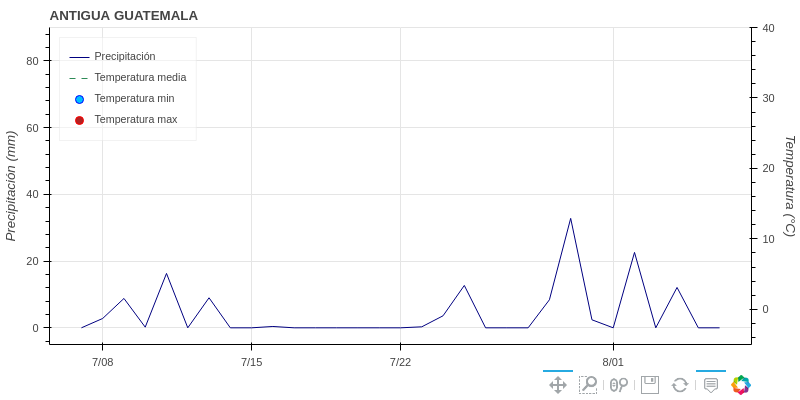 ANTIGUA GUATEMALA
Precipitación
Temperatura media
Temperatura min
Temperatura max
Precipitación (mm)
80
60
40
20
0
Temperatura (°C)
40
30
20
10
0
7/08
7/15
7/22
8/01